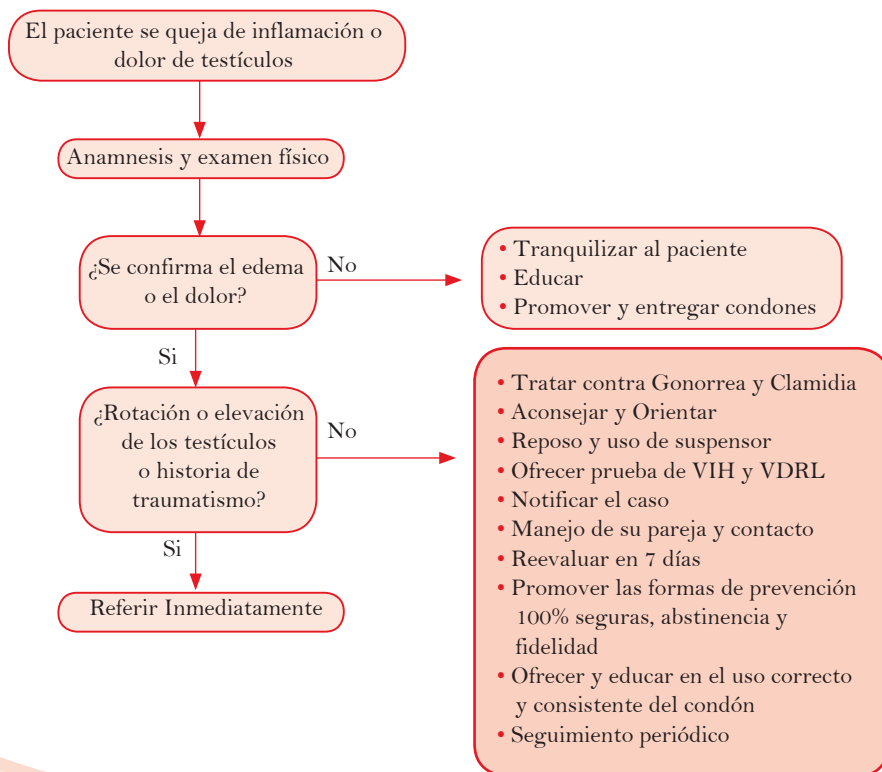 El paciente se queja de inflamación o
dolor de testículos
Anamnesis y examen físico
¿Se confirma el edema
o el dolor?
No
• Tranquilizar al paciente
• Educar
• Promover y entregar condones
Si
¿Rotación o elevación
de los testículos
o historia de
traumatismo?
No
• Tratar contra Gonorrea y Clamidia
• Aconsejar y Orientar
• Reposo y uso de suspensor
• Ofrecer prueba de VIH y VDRL
• Notificar el caso
• Manejo de su pareja y contacto
• Reevaluar en 7 días
• Promover las formas de prevención
100% seguras, abstinencia y
fidelidad
• Ofrecer y educar en el uso correcto
y consistente del condón
• Seguimiento periódico
Si
Referir Inmediatamente